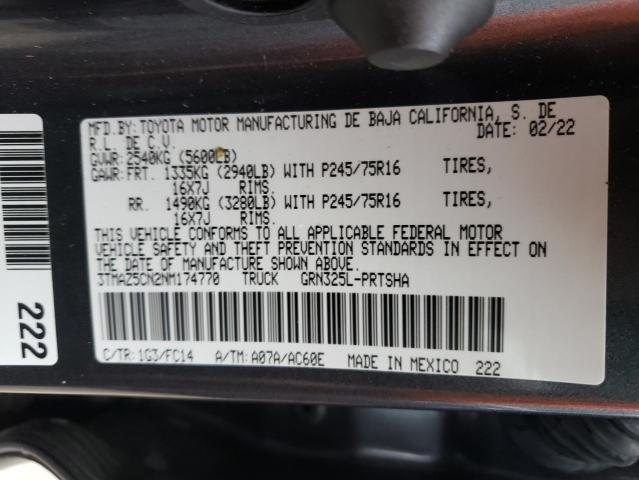 MFD.BY:TOYOTA MOTOR MANUFACTURING DE BAJA CALIFORNIA, S. DE
R.L. DE C.V. DATE: 02/22
GVWR:2540KG (5600LB)
GAWR:FRT. 1335KG (2940LB) WITH P245/75R16 TIRES,
16X7J RIMS.
RR. 1490KG (3280LB) WITH P245/75R16 TIRES,
16X7J RIMS.
THIS VEHICLE CONFORMS TO ALL APPLICABLE FEDERAL MOTOR
VEHICLE SAFETY AND THEFT PREVENTION STANDARDS IN EFFECT ON
THE DATE OF MANUFACTURE SHOWN ABOVE.
3TMAZ5CN2NM174770 TRUCK GRN325L-PRTSHA
C/TR:1G3/FC14 A/TM:A07A/AC60E MADE IN MEXICO 222
222